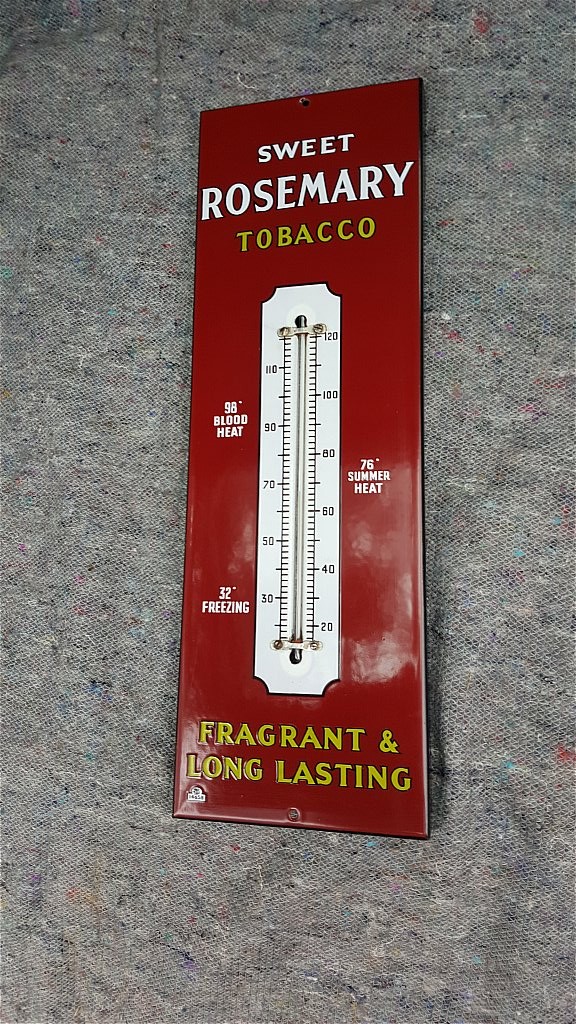 SWEET
ROSEMARY
TOBACCO
120
110
100
98°
BLOOD
HEAT
90
80
76°
SUMMER
HEAT
70
60
50
40
32°
FREEZING
30
20
FRAGRANT &
LONG LASTING